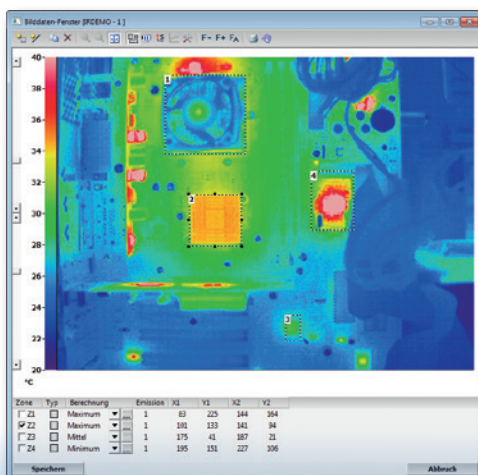 Bilddaten-Fenster [IRDEMO - 1]
F- F+ FA
40
38
36
34
32
30
28
26
24
22
20
°C
1
2
3
4
Zone Typ Berechnung Emission X1 Y1 X2 Y2
Z1 Maximum 1 83 225 144 164
Z2 Maximum 1 101 133 141 94
Z3 Mittel 1 175 41 187 21
Z4 Minimum 1 195 151 227 106
Speichern Abbruch